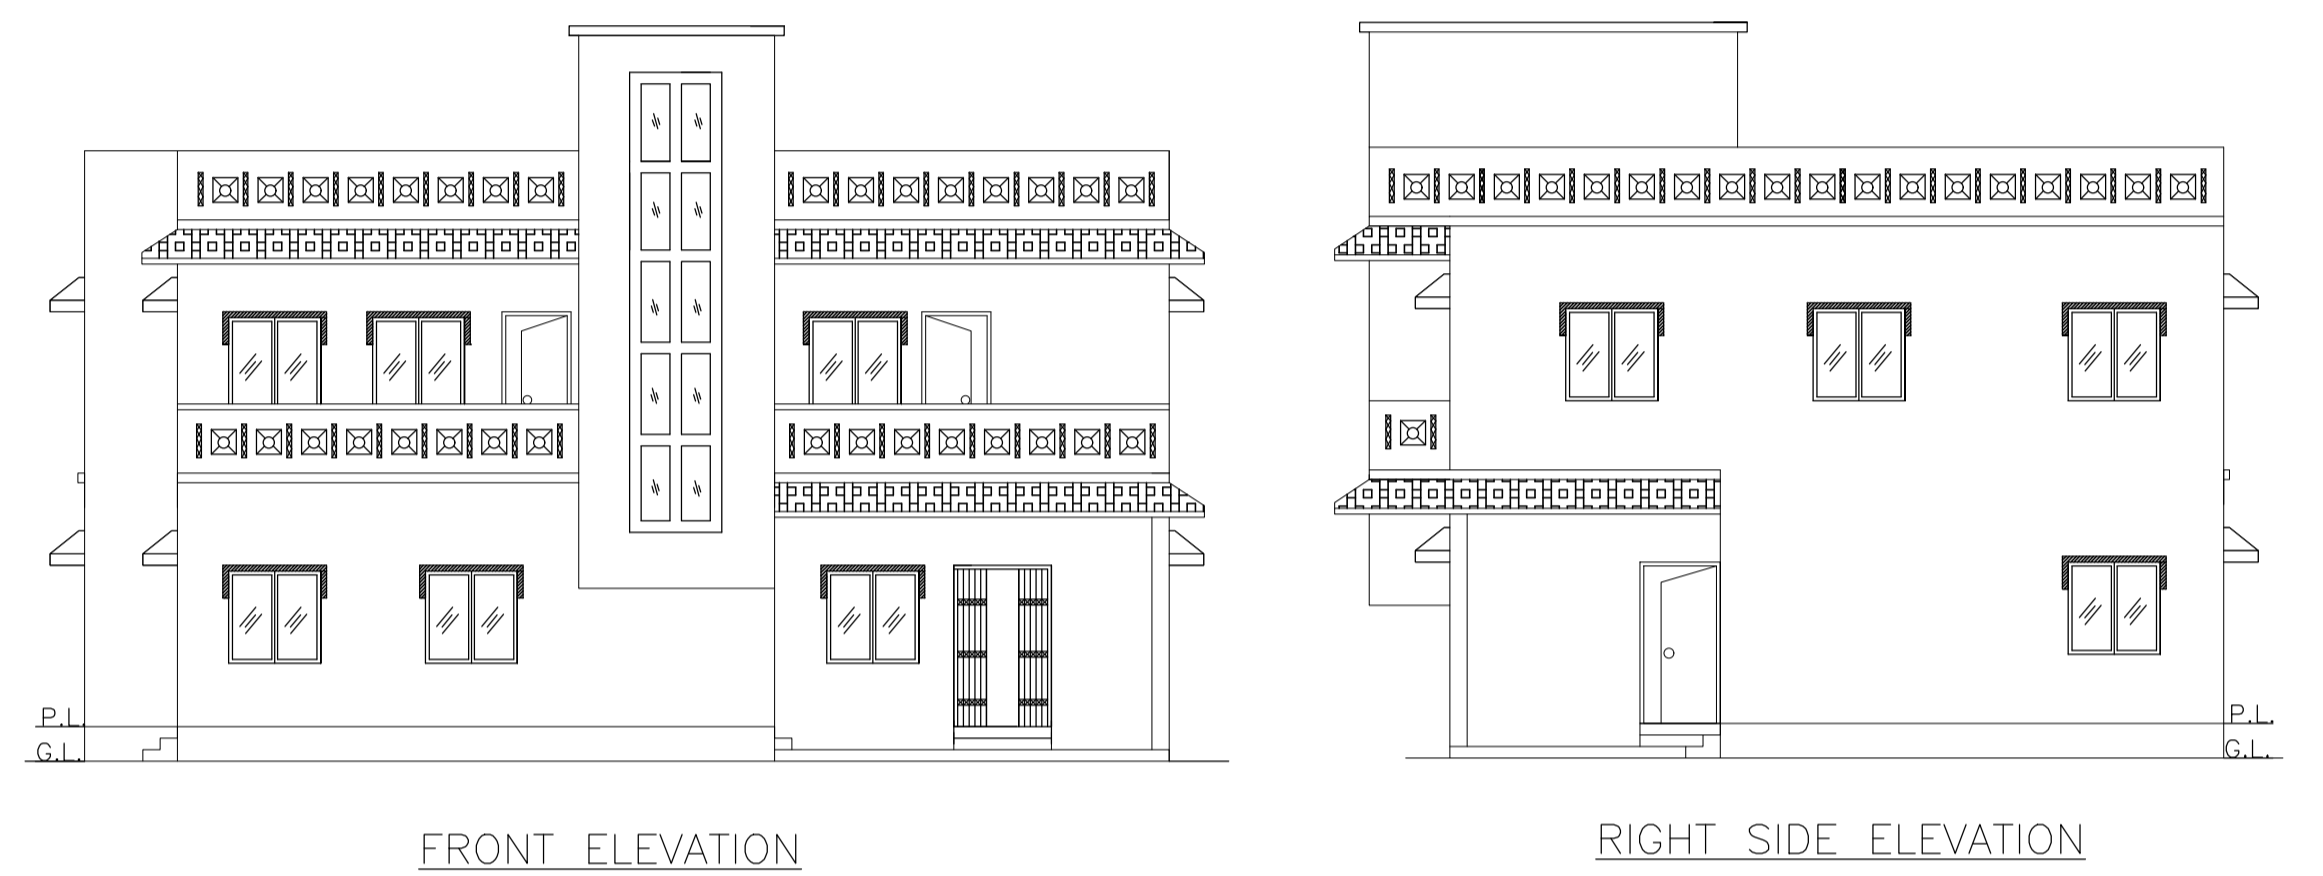 P.L.
G.L.
FRONT ELEVATION
P.L.
G.L.
RIGHT SIDE ELEVATION